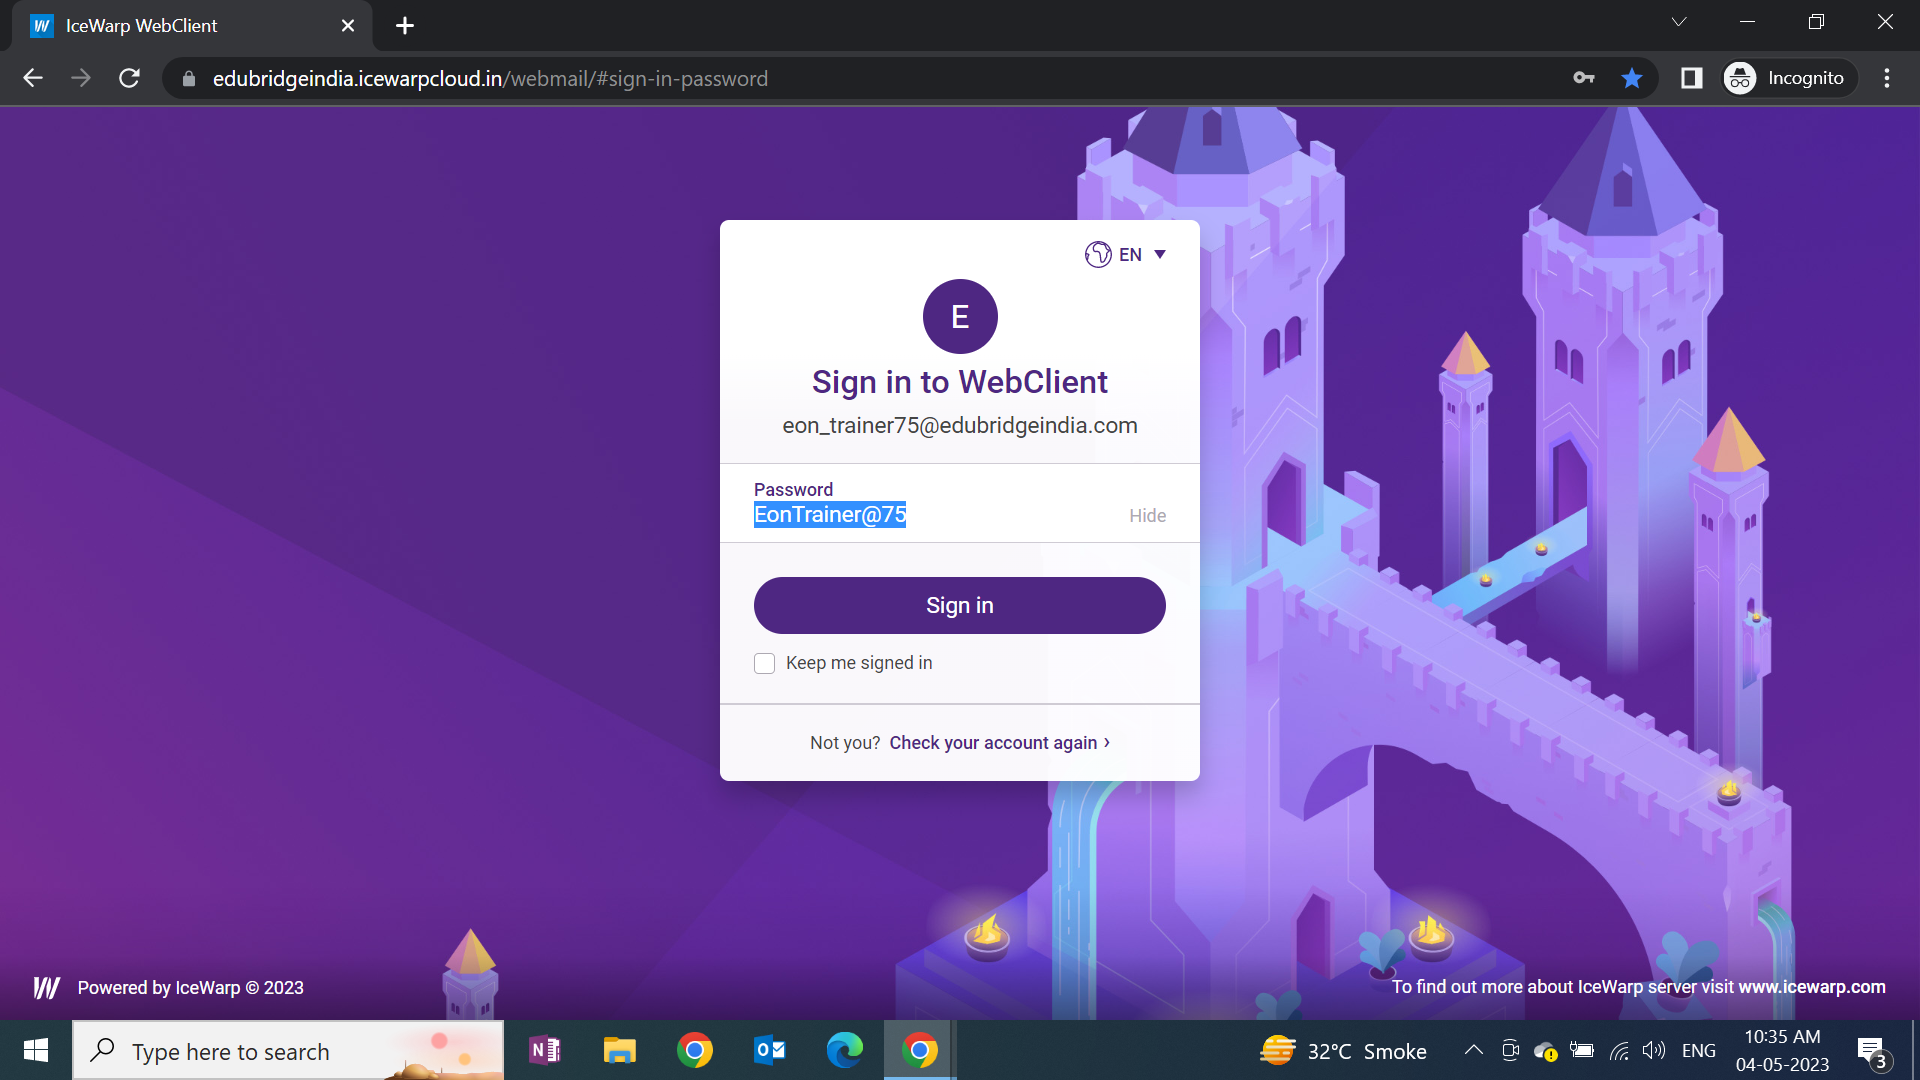 IceWarp WebClient
edubridgeindia.icewarpcloud.in/webmail/#sign-in-password
Incognito
EN
E
Sign in to WebClient
eon_trainer75@edubridgeindia.com
Password
EonTrainer@75
Hide
Sign in
Keep me signed in
Not you? Check your account again ›
Powered by IceWarp © 2023
To find out more about IceWarp server visit www.icewarp.com
Type here to search
32°C Smoke
ENG
10:35 AM
04-05-2023
3